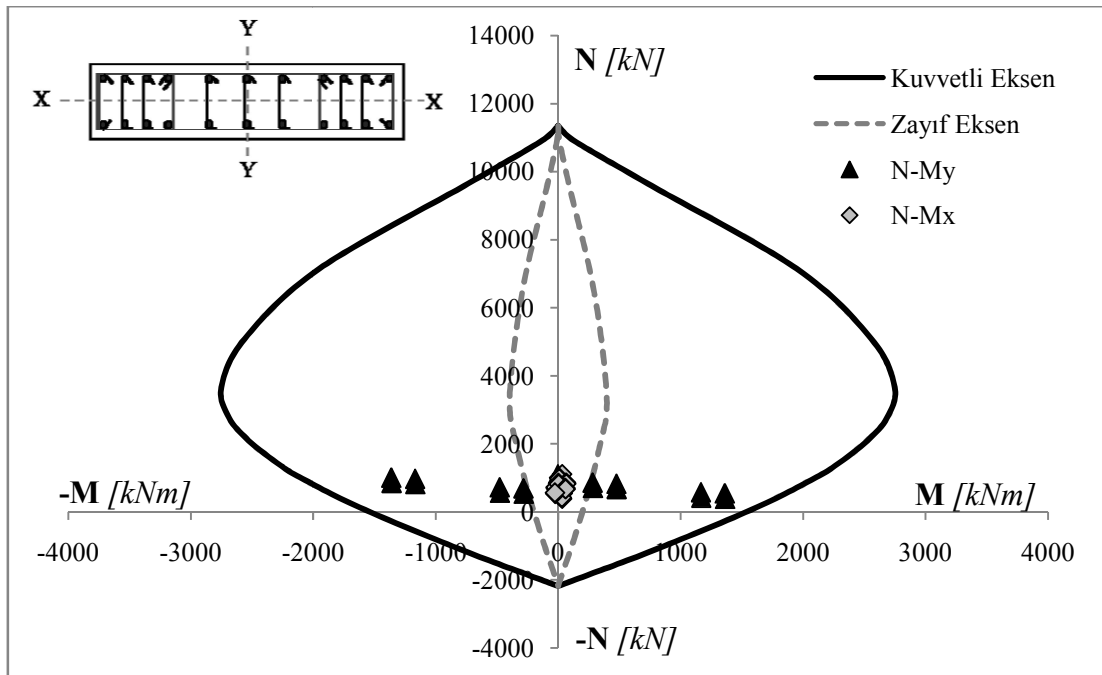 Y
X
X
Y
N [kN]
14000
12000
10000
8000
6000
4000
2000
0
-2000
-4000
Kuvvetli Eksen
Zayıf Eksen
N-My
N-Mx
-M [kNm]
M [kNm]
-4000 -3000 -2000 -1000 0 1000 2000 3000 4000
-N [kN]